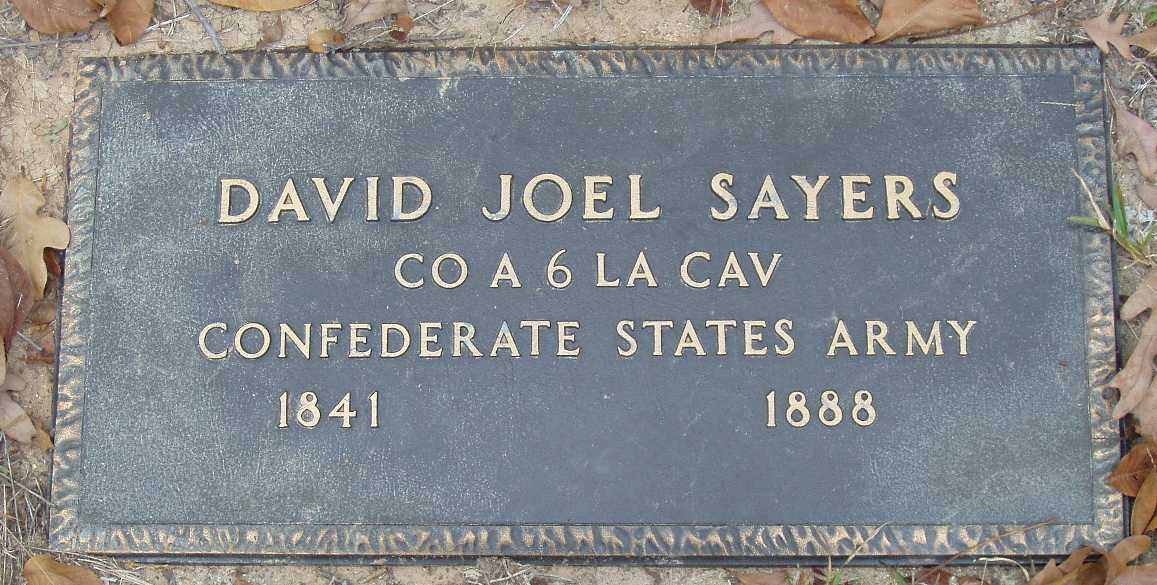 DAVID JOEL SAYERS
CO A 6 LA CAV
CONFEDERATE STATES ARMY
1841 1888